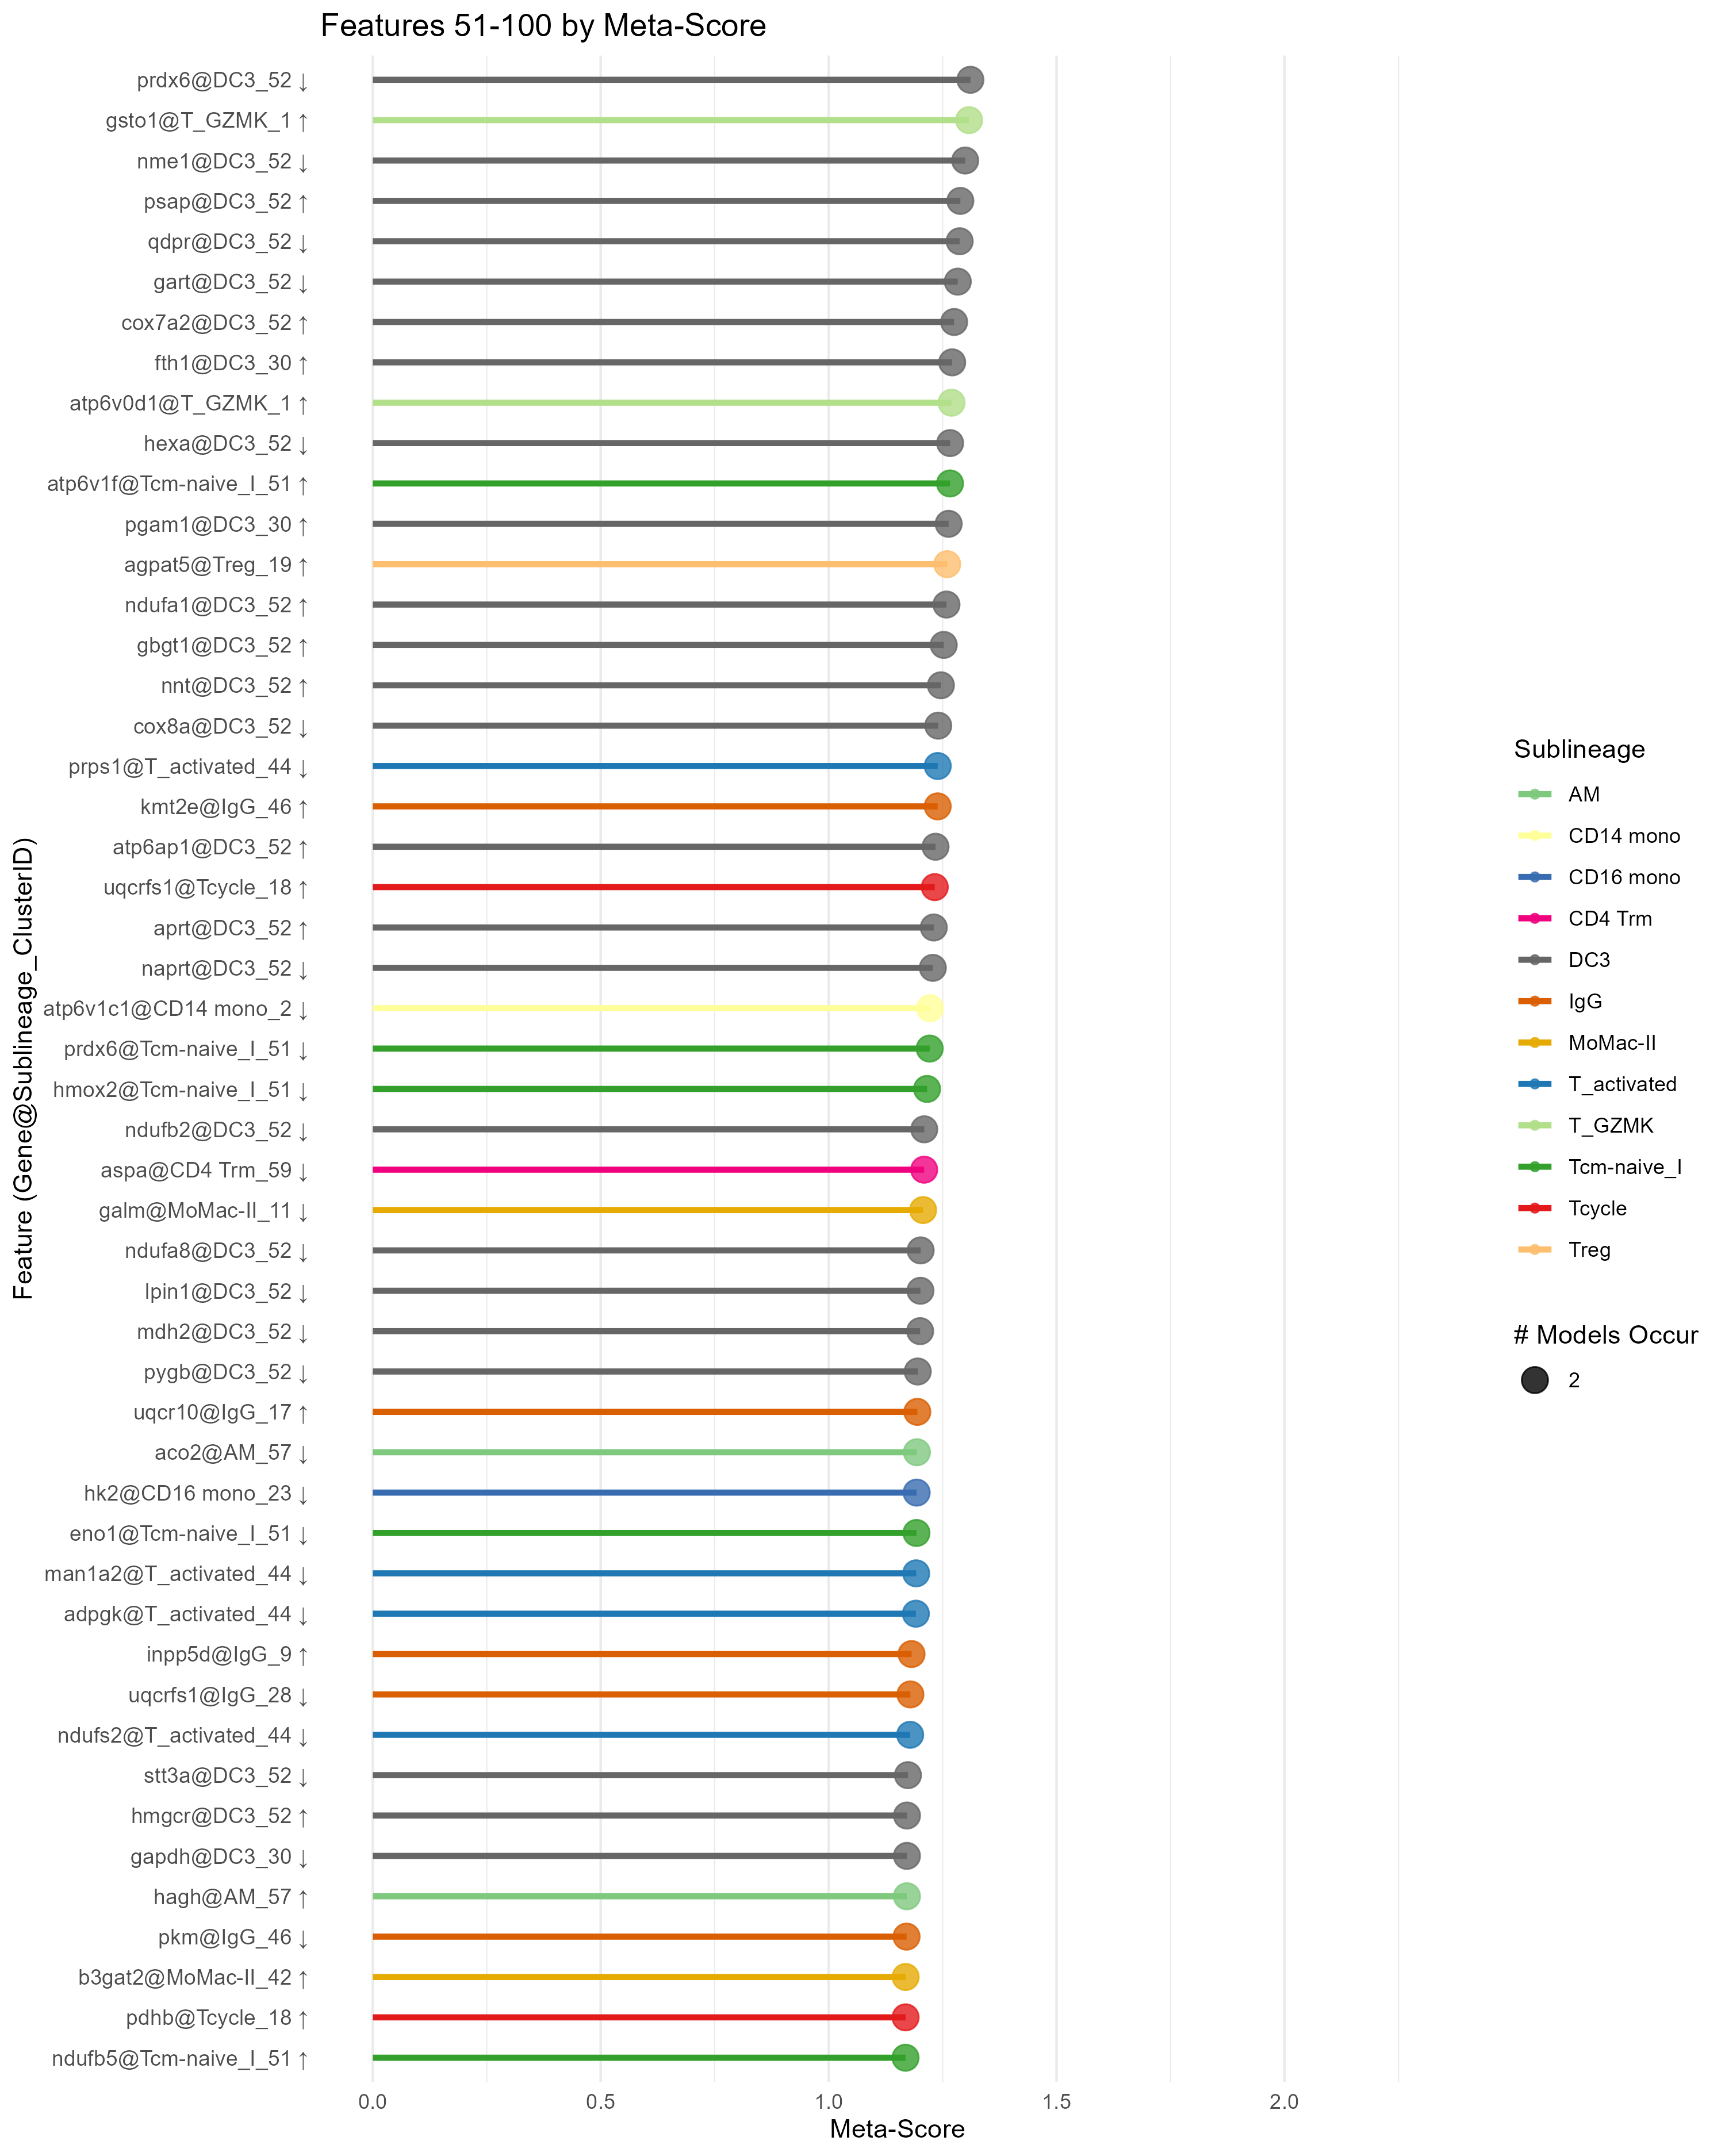 Features 51-100 by Meta-Score
prdx6@DC3_52 ↓
gsto1@T_GZMK_1 ↑
nme1@DC3_52 ↓
psap@DC3_52 ↑
qdpr@DC3_52 ↓
gart@DC3_52 ↓
cox7a2@DC3_52 ↑
fth1@DC3_30 ↑
atp6v0d1@T_GZMK_1 ↑
hexa@DC3_52 ↓
atp6v1f@Tcm-naive_I_51 ↑
pgam1@DC3_30 ↑
agpat5@Treg_19 ↑
ndufa1@DC3_52 ↑
gbgt1@DC3_52 ↑
nnt@DC3_52 ↑
cox8a@DC3_52 ↓
prps1@T_activated_44 ↓
kmt2e@IgG_46 ↑
atp6ap1@DC3_52 ↑
uqcrfs1@Tcycle_18 ↑
aprt@DC3_52 ↑
naprt@DC3_52 ↓
atp6v1c1@CD14 mono_2 ↓
prdx6@Tcm-naive_I_51 ↓
hmox2@Tcm-naive_I_51 ↓
ndufb2@DC3_52 ↓
aspa@CD4 Trm_59 ↓
galm@MoMac-II_11 ↓
ndufa8@DC3_52 ↓
lpin1@DC3_52 ↓
mdh2@DC3_52 ↓
pygb@DC3_52 ↓
uqcr10@IgG_17 ↑
aco2@AM_57 ↓
hk2@CD16 mono_23 ↓
eno1@Tcm-naive_I_51 ↓
man1a2@T_activated_44 ↓
adpgk@T_activated_44 ↓
inpp5d@IgG_9 ↑
uqcrfs1@IgG_28 ↓
ndufs2@T_activated_44 ↓
stt3a@DC3_52 ↓
hmgcr@DC3_52 ↑
gapdh@DC3_30 ↓
hagh@AM_57 ↑
pkm@IgG_46 ↓
b3gat2@MoMac-II_42 ↑
pdhb@Tcycle_18 ↑
ndufb5@Tcm-naive_I_51 ↑
Feature (Gene@Sublineage_ClusterID)
0.0 0.5 1.0 1.5 2.0
Meta-Score
Sublineage
AM
CD14 mono
CD16 mono
CD4 Trm
DC3
IgG
MoMac-II
T_activated
T_GZMK
Tcm-naive_I
Tcycle
Treg
# Models Occur
2